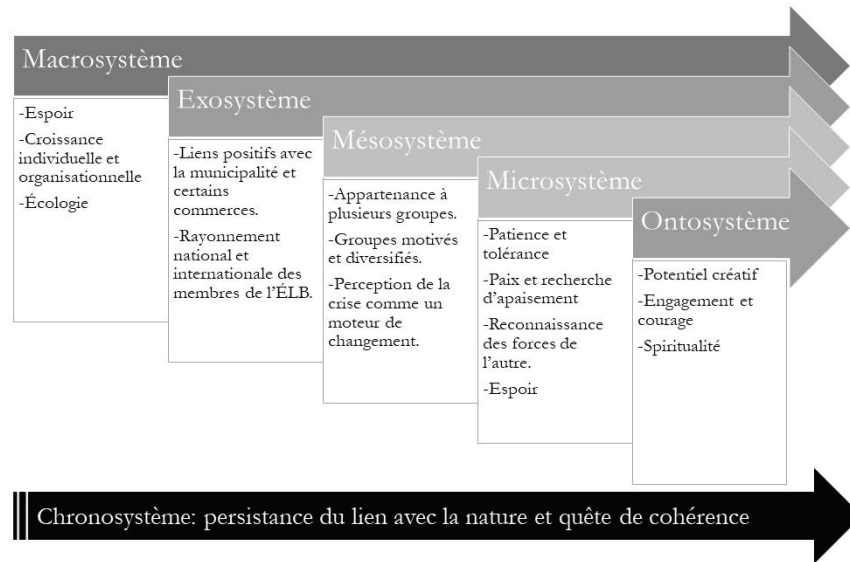 Macrosystème
-Espoir
-Croissance
individuelle et
organisationnelle
-Écologie
Exosystème
-Liens positifs avec
la municipalité et
certains
commerces.
-Rayonnement
national et
internationale des
membres de l'ÉLB.
Mésosystème
-Appartenance à
plusieurs groupes.
-Groupes motivés
et diversifiés.
-Perception de la
crise comme un
moteur de
changement.
Microsystème
-Patience et
tolérance
-Paix et recherche
d'apaisement
-Reconnaissance
des forces de
l'autre.
-Espoir
Ontosystème
-Potentiel créatif
-Engagement et
courage
-Spiritualité
Chronosystème: persistance du lien avec la nature et quête de cohérence